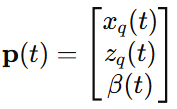 p(t) = [x_q(t)
z_q(t)
β(t)]